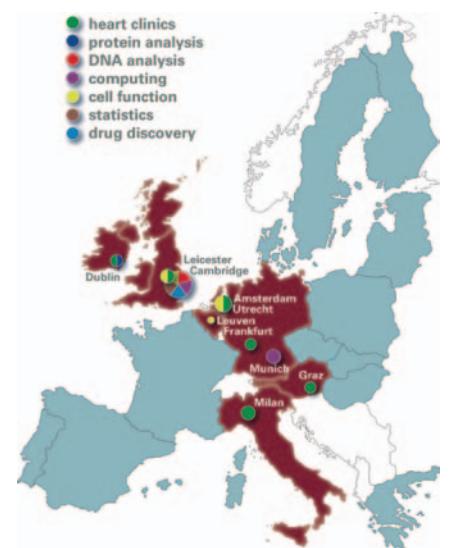 heart clinics
protein analysis
DNA analysis
computing
cell function
statistics
drug discovery
Leicester
Cambridge
Dublin
Amsterdam
Utrecht
Leuven
Frankfurt
Munich
Graz
Milan